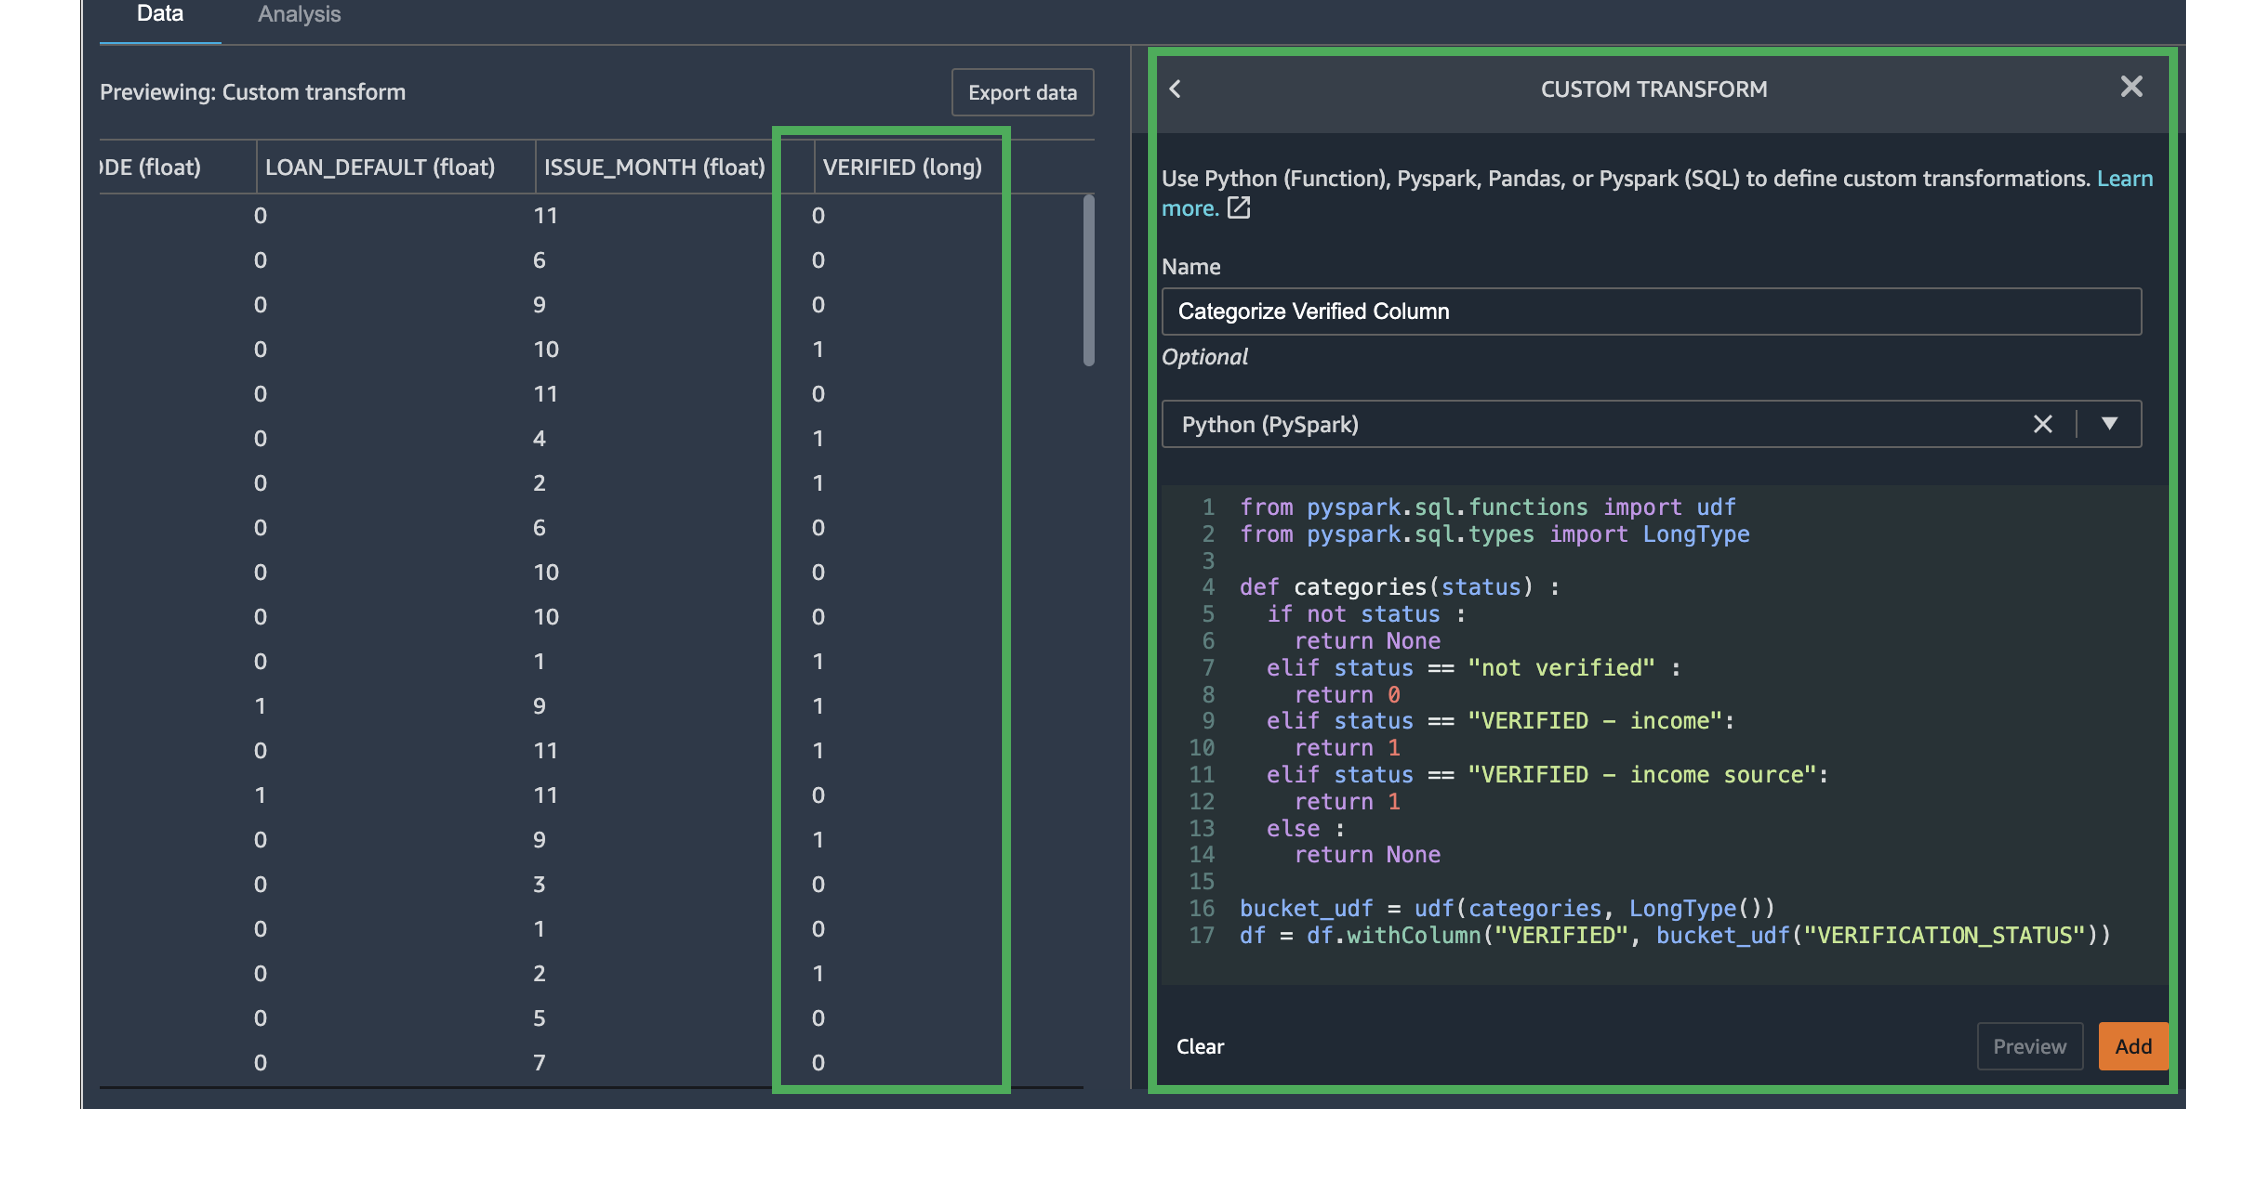 Data Analysis
Previewing: Custom transform
Export data
DE (float) LOAN_DEFAULT (float) ISSUE_MONTH (float) VERIFIED (long)
0 11 0
0 6 0
0 9 0
0 10 1
0 11 0
0 4 1
0 2 1
0 6 0
0 10 0
0 10 0
0 1 1
1 9 1
0 11 1
1 11 0
0 9 1
0 3 0
0 1 0
0 2 1
0 5 0
0 7 0
CUSTOM TRANSFORM
Use Python (Function), Pyspark, Pandas, or Pyspark (SQL) to define custom transformations. Learn
more.
Name
Categorize Verified Column
Optional
Python (PySpark)
1 from pyspark.sql.functions import udf
2 from pyspark.sql.types import LongType
3
4 def categories(status) :
5 if not status :
6 return None
7 elif status == "not verified" :
8 return 0
9 elif status == "VERIFIED - income":
10 return 1
11 elif status == "VERIFIED - income source":
12 return 1
13 else :
14 return None
15
16 bucket_udf = udf(categories, LongType())
17 df = df.withColumn("VERIFIED", bucket_udf("VERIFICATION_STATUS"))
Clear
Preview
Add